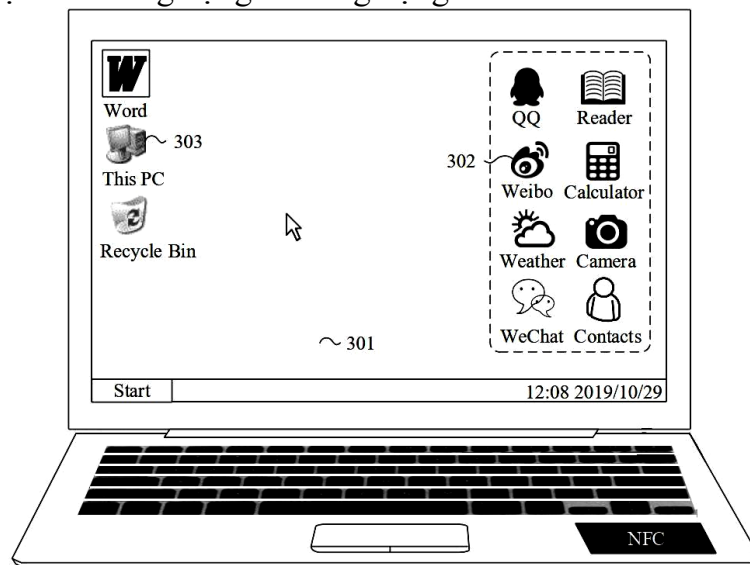 W
Word
303
This PC
Recycle Bin
QQ Reader
302
Weibo Calculator
Weather Camera
WeChat Contacts
301
Start
12:08 2019/10/29
NFC